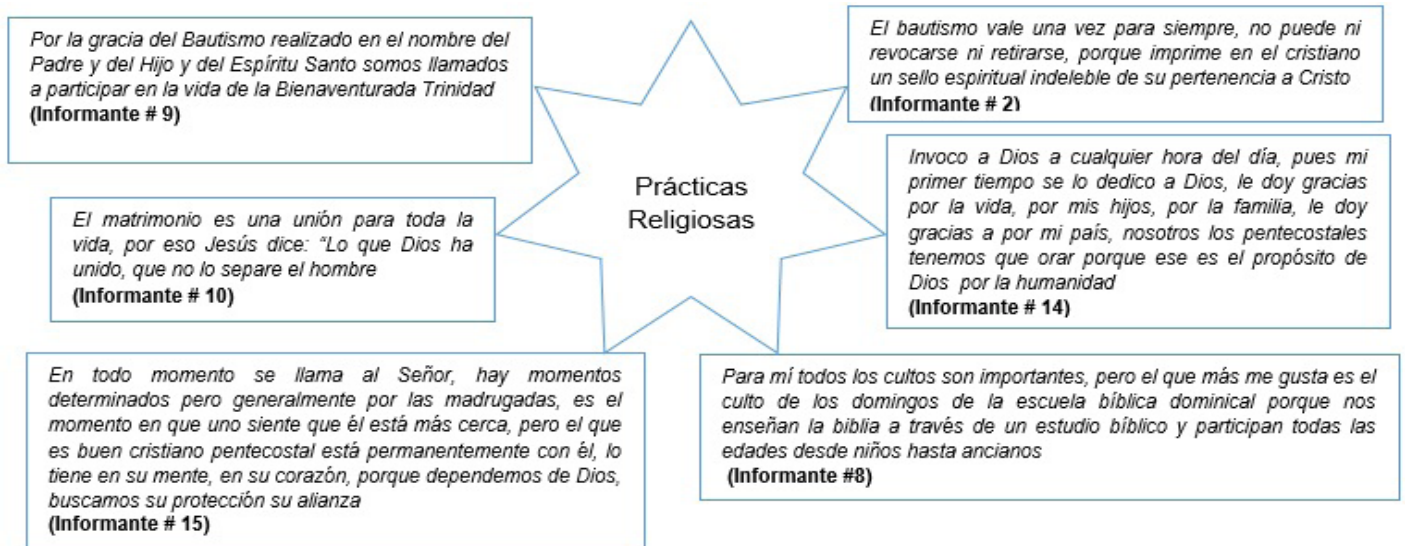 Por la gracia del Bautismo realizado en el nombre del
Padre y del Hijo y del Espíritu Santo somos llamados
a participar en la vida de la Bienaventurada Trinidad
(Informante # 9)
El bautismo vale una vez para siempre, no puede ni
revocarse ni retirarse, porque imprime en el cristiano
un sello espiritual indeleble de su pertenencia a Cristo
(Informante # 2)
Prácticas
Religiosas
El matrimonio es una unión para toda la
vida, por eso Jesús dice: “Lo que Dios ha
unido, que no lo separe el hombre
(Informante # 10)
Invoco a Dios a cualquier hora del día, pues mi
primer tiempo se lo dedico a Dios, le doy gracias
por la vida, por mis hijos, por la familia, le doy
gracias a por mi país, nosotros los pentecostales
tenemos que orar porque ese es el propósito de
Dios por la humanidad
(Informante # 14)
En todo momento se llama al Señor, hay momentos
determinados pero generalmente por las madrugadas, es el
momento en que uno siente que él está más cerca, pero el que
es buen cristiano pentecostal está permanentemente con él, lo
tiene en su mente, en su corazón, porque dependemos de Dios,
buscamos su protección su alianza
(Informante # 15)
Para mí todos los cultos son importantes, pero el que más me gusta es el
culto de los domingos de la escuela bíblica dominical porque nos
enseñan la biblia a través de un estudio bíblico y participan todas las
edades desde niños hasta ancianos
(Informante #8)